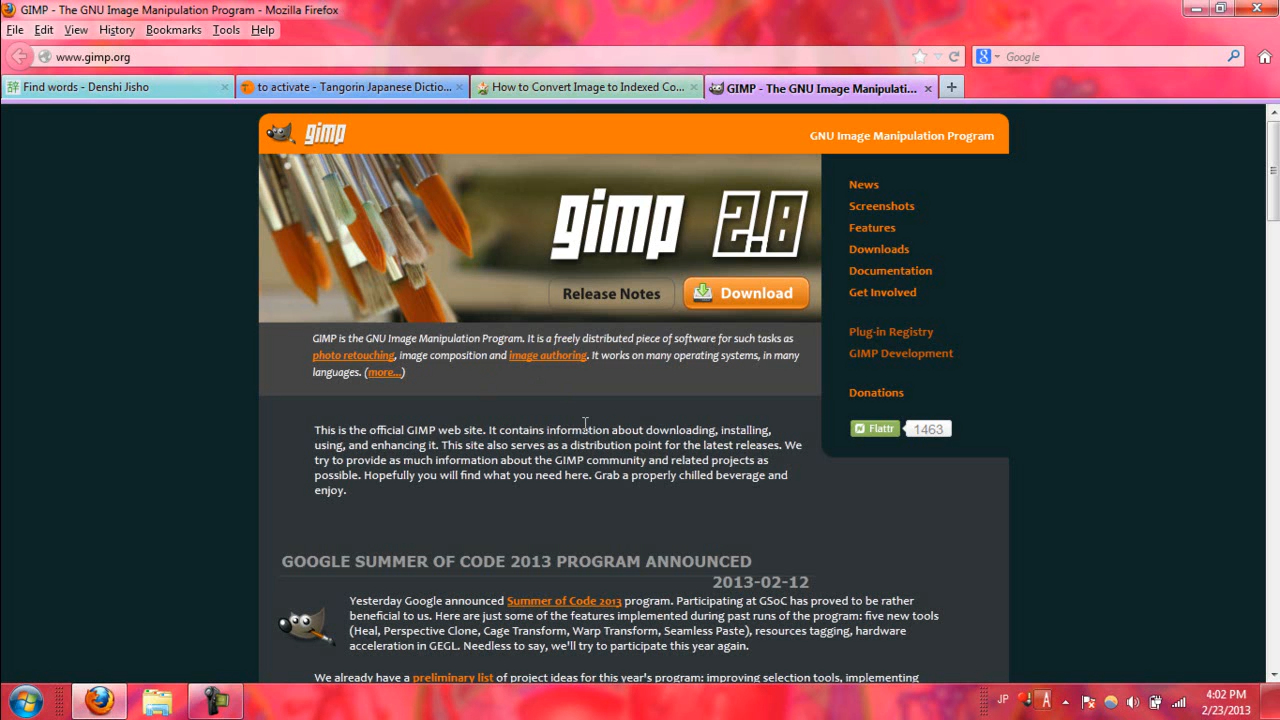 GIMP - The GNU Image Manipulation Program - Mozilla Firefox
File Edit View History Bookmarks Tools Help
www.gimp.org
Google
Find words - Denshi Jisho
to activate - Tangorin Japanese Dictio...
How to Convert Image to Indexed Co...
GIMP - The GNU Image Manipulati...
gimp
GNU Image Manipulation Program
gimp 2.8
Release Notes
Download
News
Screenshots
Features
Downloads
Documentation
Get Involved
Plug-in Registry
GIMP Development
Donations
Flattr 1463
GIMP is the GNU Image Manipulation Program. It is a freely distributed piece of software for such tasks as
photo retouching, image composition and image authoring. It works on many operating systems, in many
languages. (more...)
This is the official GIMP web site. It contains information about downloading, installing,
using, and enhancing it. This site also serves as a distribution point for the latest releases. We
try to provide as much information about the GIMP community and related projects as
possible. Hopefully you will find what you need here. Grab a properly chilled beverage and
enjoy.
GOOGLE SUMMER OF CODE 2013 PROGRAM ANNOUNCED
2013-02-12
Yesterday Google announced Summer of Code 2013 program. Participating at GSoC has proved to be rather
beneficial to us. Here are just some of the features implemented during past runs of the program: five new tools
(Heal, Perspective Clone, Cage Transform, Warp Transform, Seamless Paste), resources tagging, hardware
acceleration in GEGL. Needless to say, we'll try to participate this year again.
We already have a preliminary list of project ideas for this year's program: improving selection tools, implementing
JP A
4:02 PM
2/23/2013